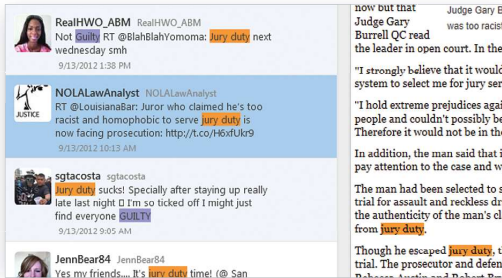 RealHWO_ABM RealHWO_ABM
Not Guilty RT @BlahBlahYomoma: Jury duty next
wednesday smh
9/13/2012 1:38 PM
JUSTICE
NOLALawAnalyst NOLALawAnalyst
RT @LouisianaBar: Juror who claimed he's too
racist and homophobic to serve jury duty is
now facing prosecution: http://t.co/H6xfUkr9
9/13/2012 10:13 AM
sgtacosta sgtacosta
Jury duty sucks! Specially after staying up really
late last night I'm so ticked off I might just
find everyone GUILTY
9/13/2012 9:05 AM
JennBear84 JennBear84
Yes my friends.... It's jury duty time! (@ San
now but that
Judge Gary
Burrell QC read
Judge Gary B
was too racis
the leader in open court. In the
"I strongly believe that it would
system to select me for jury ser
"I hold extreme prejudices agai
people and couldn't possibly be
Therefore it would not be in the
In addition, the man said that i
pay attention to the case and w
The man had been selected to s
trial for assault and reckless dr
the authenticity of the man's cl
from jury duty.
Though he escaped jury duty, t
trial. The prosecutor and defen